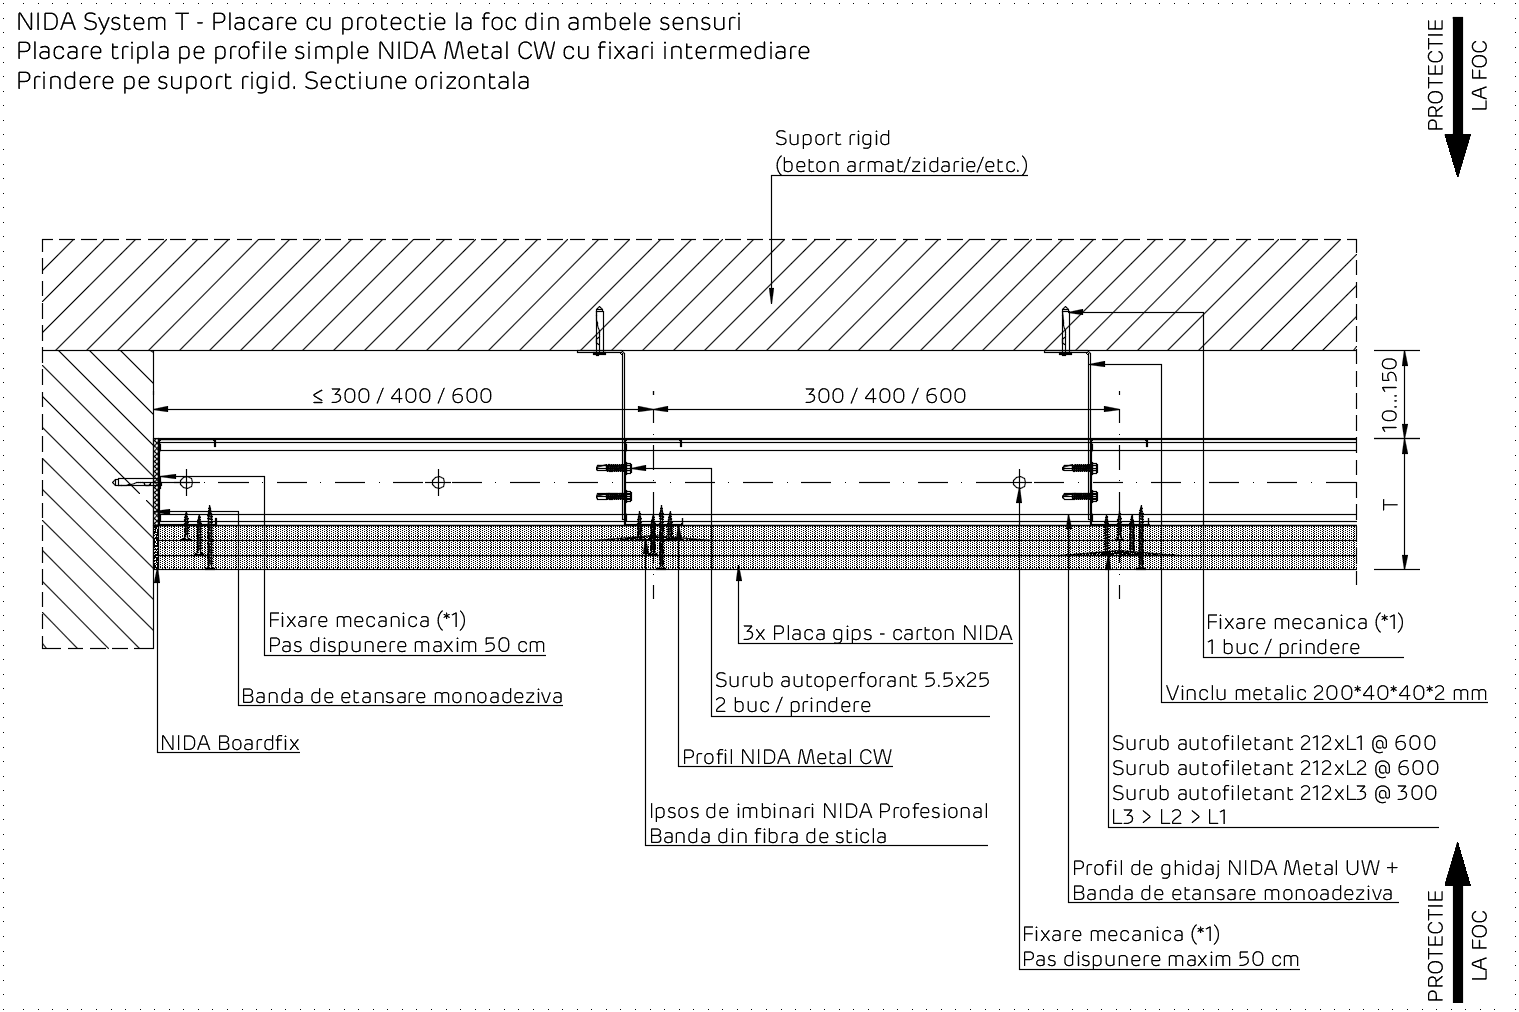 NIDA System T - Placare cu protectie la foc din ambele sensuri
Placare tripla pe profile simple NIDA Metal CW cu fixari intermediare
Prindere pe suport rigid. Sectiune orizontala
PROTECTIE
LA FOC
Suport rigid
(beton armat/zidarie/etc.)
≤ 300 / 400 / 600
300 / 400 / 600
10...150
T
Fixare mecanica (*1)
Pas dispunere maxim 50 cm
Banda de etansare monoadeziva
NIDA Boardfix
3x Placa gips - carton NIDA
Surub autoperforant 5.5x25
2 buc / prindere
Profil NIDA Metal CW
Ipsos de imbinari NIDA Profesional
Banda din fibra de sticla
Fixare mecanica (*1)
1 buc / prindere
Vinclu metalic 200*40*40*2 mm
Surub autofiletant 212xL1 @ 600
Surub autofiletant 212xL2 @ 600
Surub autofiletant 212xL3 @ 300
L3 > L2 > L1
Profil de ghidaj NIDA Metal UW +
Banda de etansare monoadeziva
Fixare mecanica (*1)
Pas dispunere maxim 50 cm
PROTECTIE
LA FOC